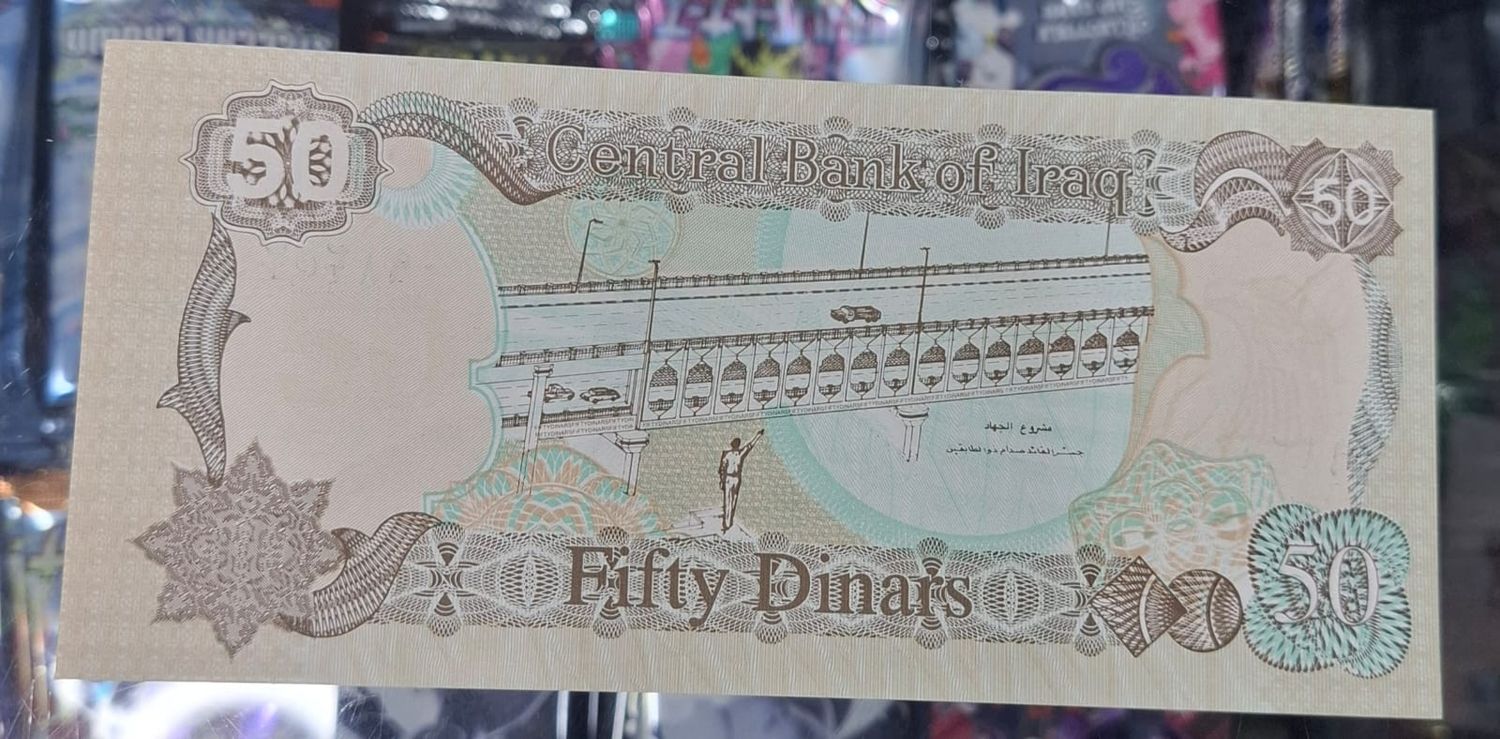 50
Central Bank of Iraq
50
مشروع الجهاد
جسر القائد صدام ذو الطابقين
Fifty Dinars
50